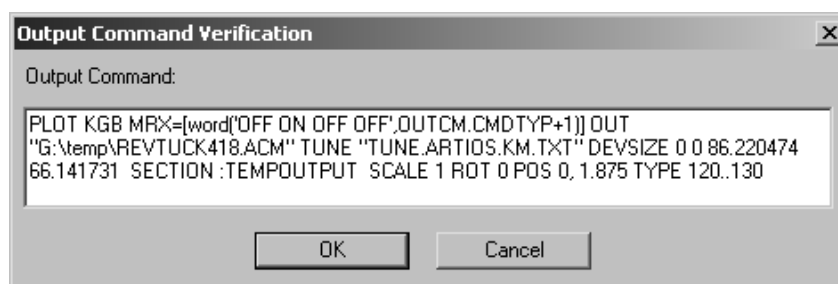 Output Command Verification
Output Command:
PLOT KGB MRX=[word('OFF ON OFF OFF',OUTCM.CMDTYP+1)] OUT
"G:\temp\REVTUCK418.ACM" TUNE "TUNE.ARTIOS.KM.TXT" DEVSIZE 0 0 86.220474
66.141731  SECTION :TEMPOUTPUT  SCALE 1 ROT 0 POS 0, 1.875 TYPE 120..130
OK
Cancel